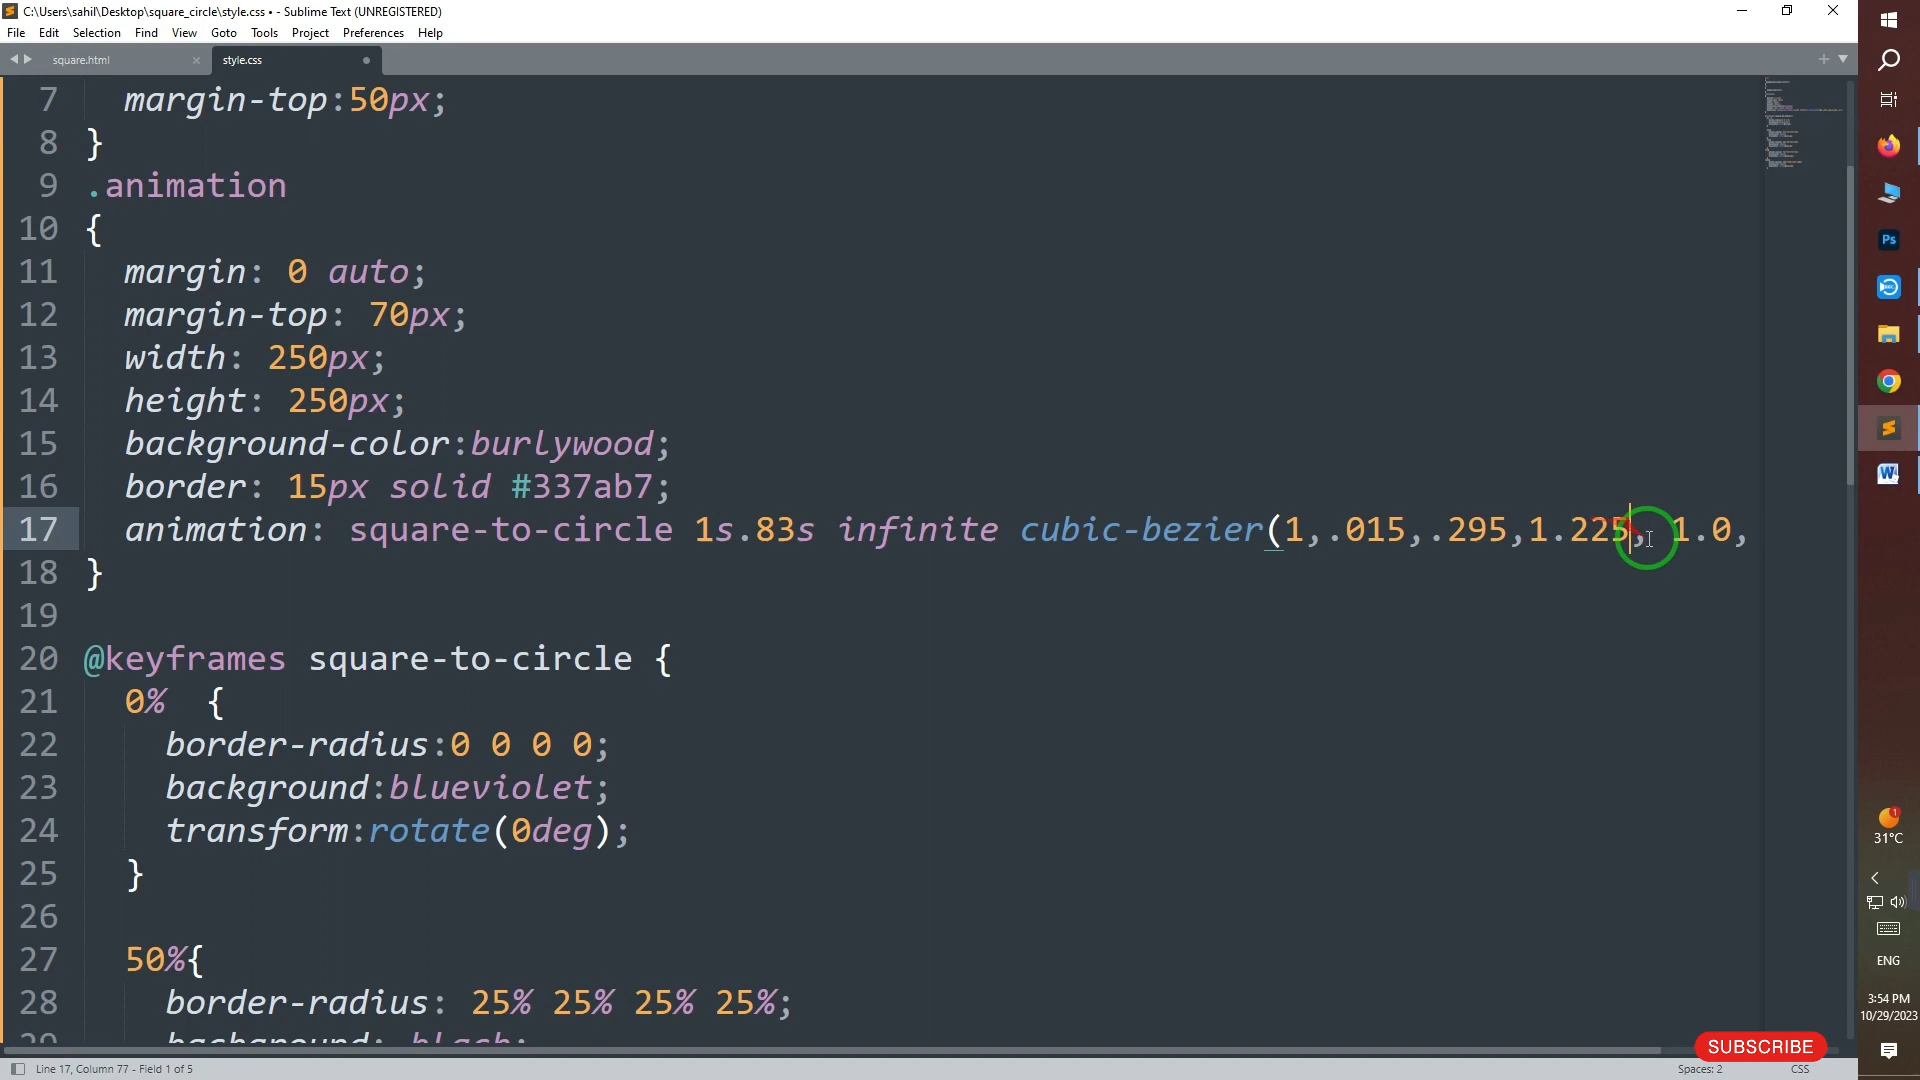 C:\Users\sahil\Desktop\square_circle\style.css • - Sublime Text (UNREGISTERED)
File Edit Selection Find View Goto Tools Project Preferences Help
square.html style.css
7 margin-top:50px;
8 }
9 .animation
10 {
11 margin: 0 auto;
12 margin-top: 70px;
13 width: 250px;
14 height: 250px;
15 background-color:burlywood;
16 border: 15px solid #337ab7;
17 animation: square-to-circle 1s.83s infinite cubic-bezier(1,.015,.295,1.225, 1.0,
18 }
19
20 @keyframes square-to-circle {
21 0% {
22 border-radius:0 0 0 0;
23 background:blueviolet;
24 transform:rotate(0deg);
25 }
26
27 50%{
28 border-radius: 25% 25% 25% 25%;
Line 17, Column 77 - Field 1 of 5
Spaces: 2 CSS
SUBSCRIBE
Ps
31°C
ENG
3:54 PM
10/29/2023